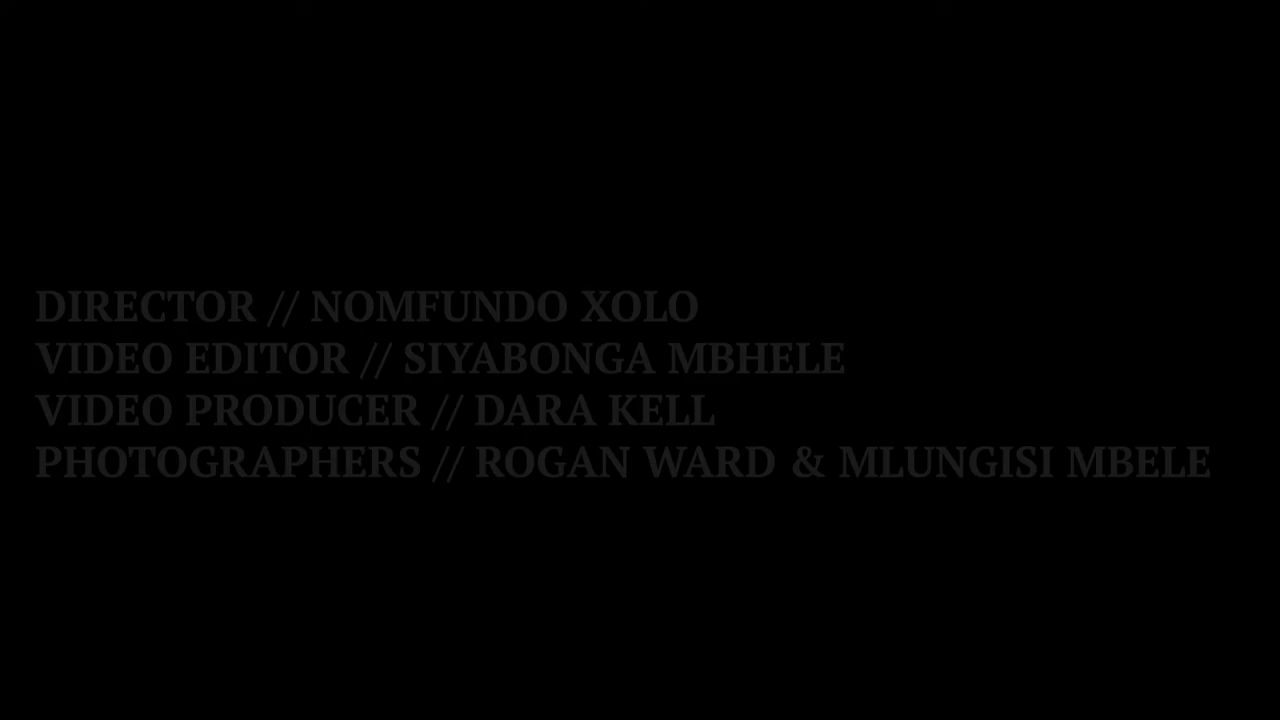 DIRECTOR // NOMFUNDO XOLO
VIDEO EDITOR // SIYABONGA MBHELE
VIDEO PRODUCER // DARA KELL
PHOTOGRAPHERS // ROGAN WARD & MLUNGISI MBELE